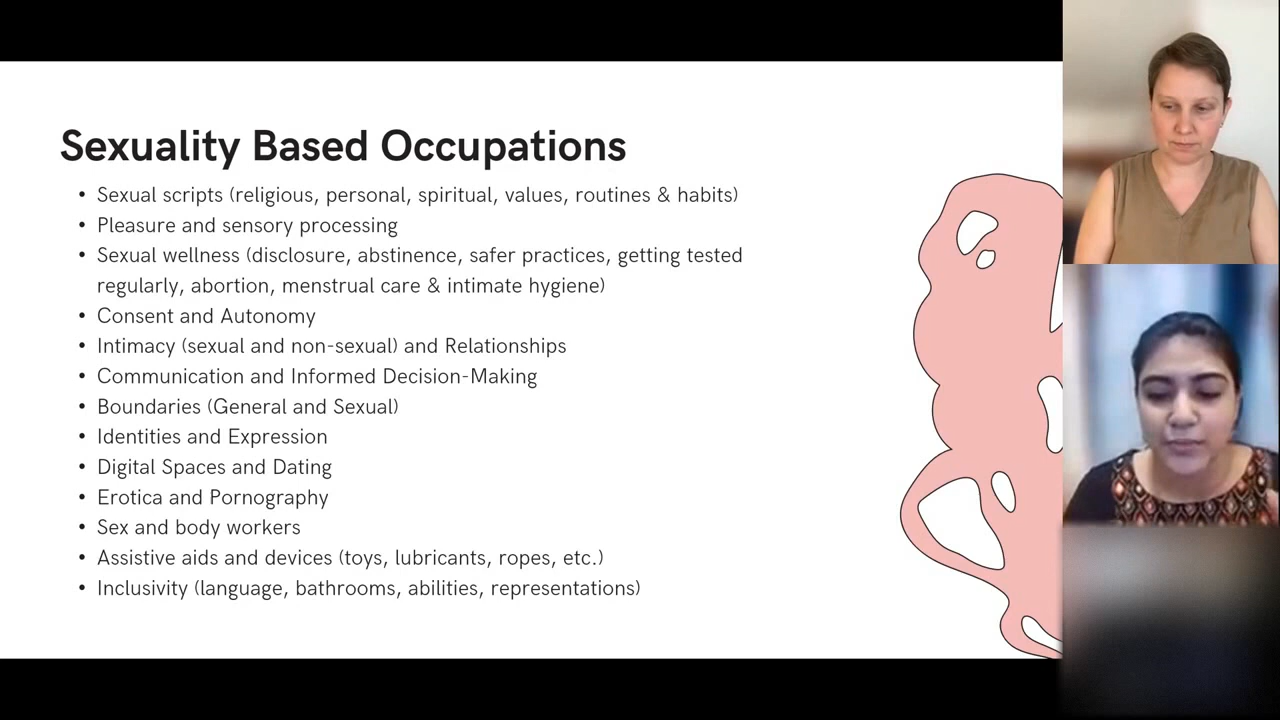 Sexuality Based Occupations
• Sexual scripts (religious, personal, spiritual, values, routines & habits)
• Pleasure and sensory processing
• Sexual wellness (disclosure, abstinence, safer practices, getting tested
regularly, abortion, menstrual care & intimate hygiene)
• Consent and Autonomy
• Intimacy (sexual and non-sexual) and Relationships
• Communication and Informed Decision-Making
• Boundaries (General and Sexual)
• Identities and Expression
• Digital Spaces and Dating
• Erotica and Pornography
• Sex and body workers
• Assistive aids and devices (toys, lubricants, ropes, etc.)
• Inclusivity (language, bathrooms, abilities, representations)